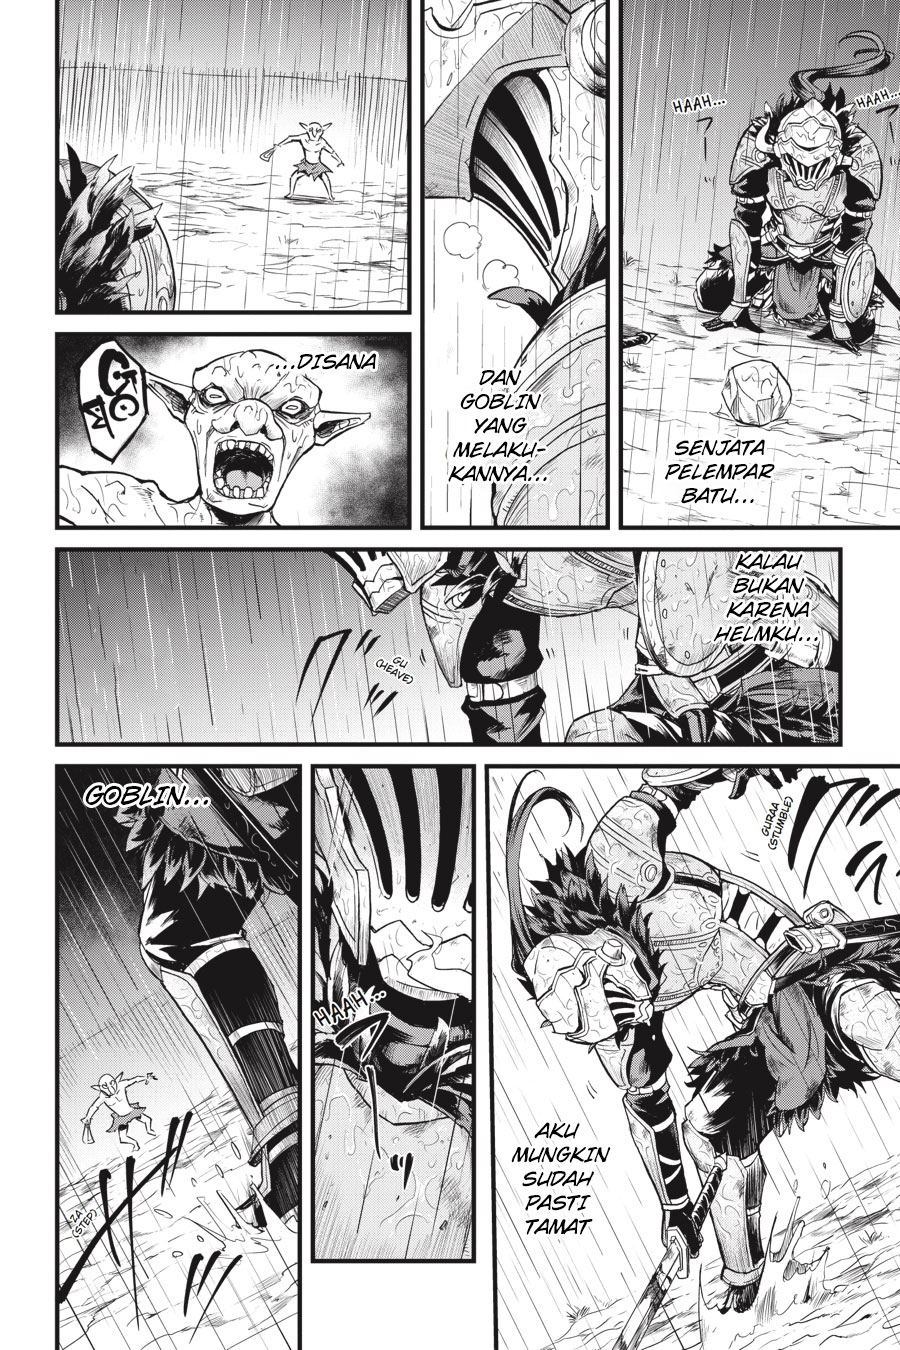 HAAH...
HAAH...
SENJATA
PELEMPAR
BATU...
DAN
GOBLIN
YANG
MELAKU-
KANNYA...
...DISANA
KALAU
BUKAN
KARENA
HELMKU...
GU
(HEAVE)
GURAA
(STUMBLE)
AKU
MUNGKIN
SUDAH
PASTI
TAMAT
HAAH...
GOBLIN...
ZA
(STEP)